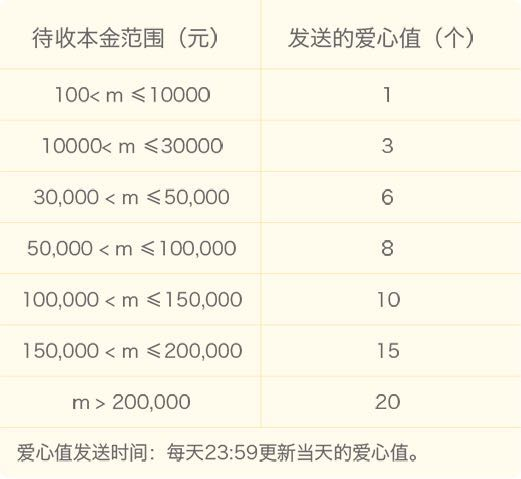 待收本金范围（元） 发送的爱心值（个）
100< m ≤10000 1
10000< m ≤30000 3
30,000 < m ≤50,000 6
50,000 < m ≤100,000 8
100,000 < m ≤150,000 10
150,000 < m ≤200,000 15
m > 200,000 20
爱心值发送时间：每天23:59更新当天的爱心值。